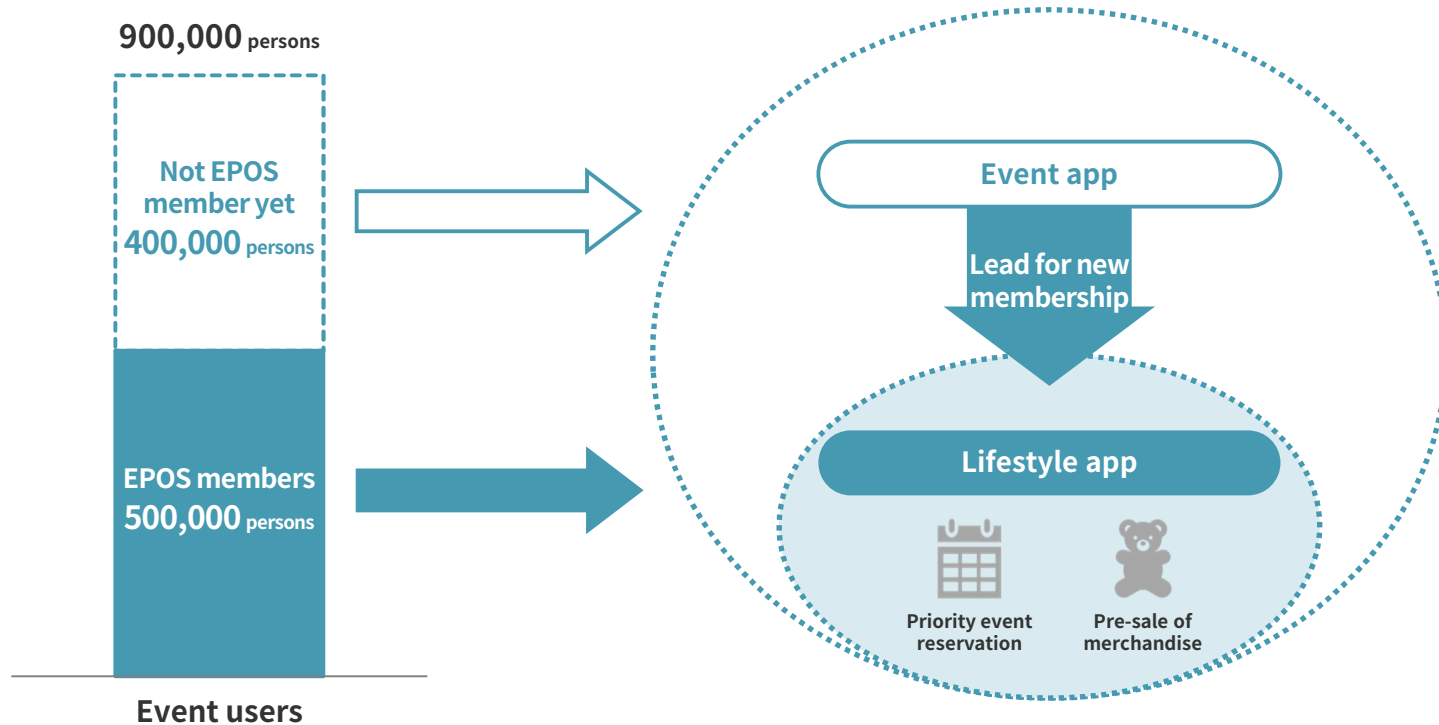 900,000 persons
Not EPOS
member yet
400,000 persons
EPOS members
500,000 persons
Event users
Event app
Lead for new
membership
Lifestyle app
Priority event
reservation
Pre-sale of
merchandise